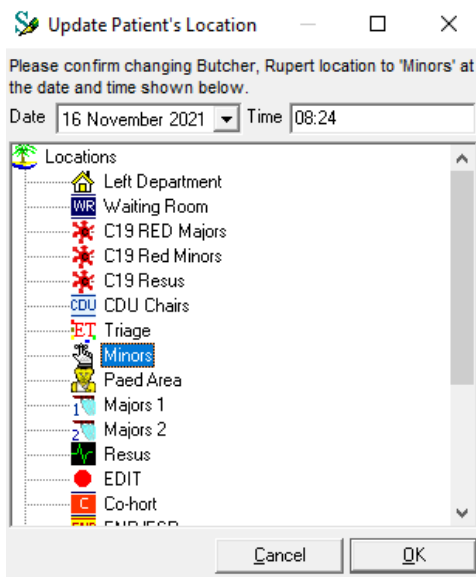 Update Patient's Location
Please confirm changing Butcher, Rupert location to 'Minors' at
the date and time shown below.
Date 16 November 2021 Time 08:24
Locations
Left Department
WR Waiting Room
C19 RED Majors
C19 Red Minors
C19 Resus
CDU CDU Chairs
ET Triage
Minors
Paed Area
1 Majors 1
2 Majors 2
Resus
EDIT
C Co-hort
Cancel OK